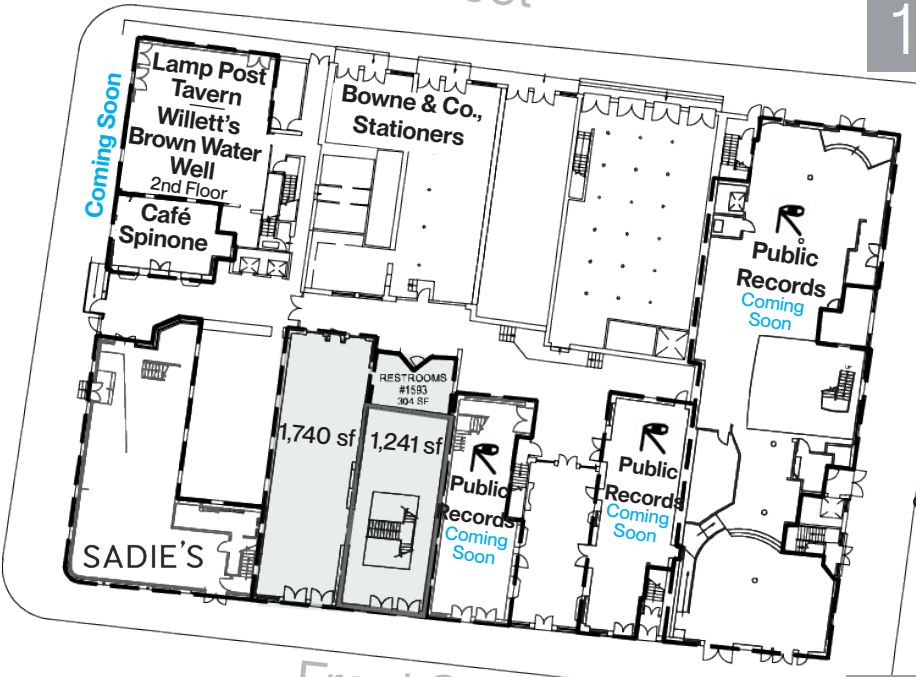 1
Lamp Post
Tavern
Willett's
Brown Water
Well
2nd Floor
Coming Soon
Café
Spinone
Bowne & Co.,
Stationers
Public
Records
Coming
Soon
RESTROOMS
#1593
304 SF
1,740 sf
1,241 sf
Public
Records
Coming
Soon
Public
Records
Coming
Soon
SADIE'S